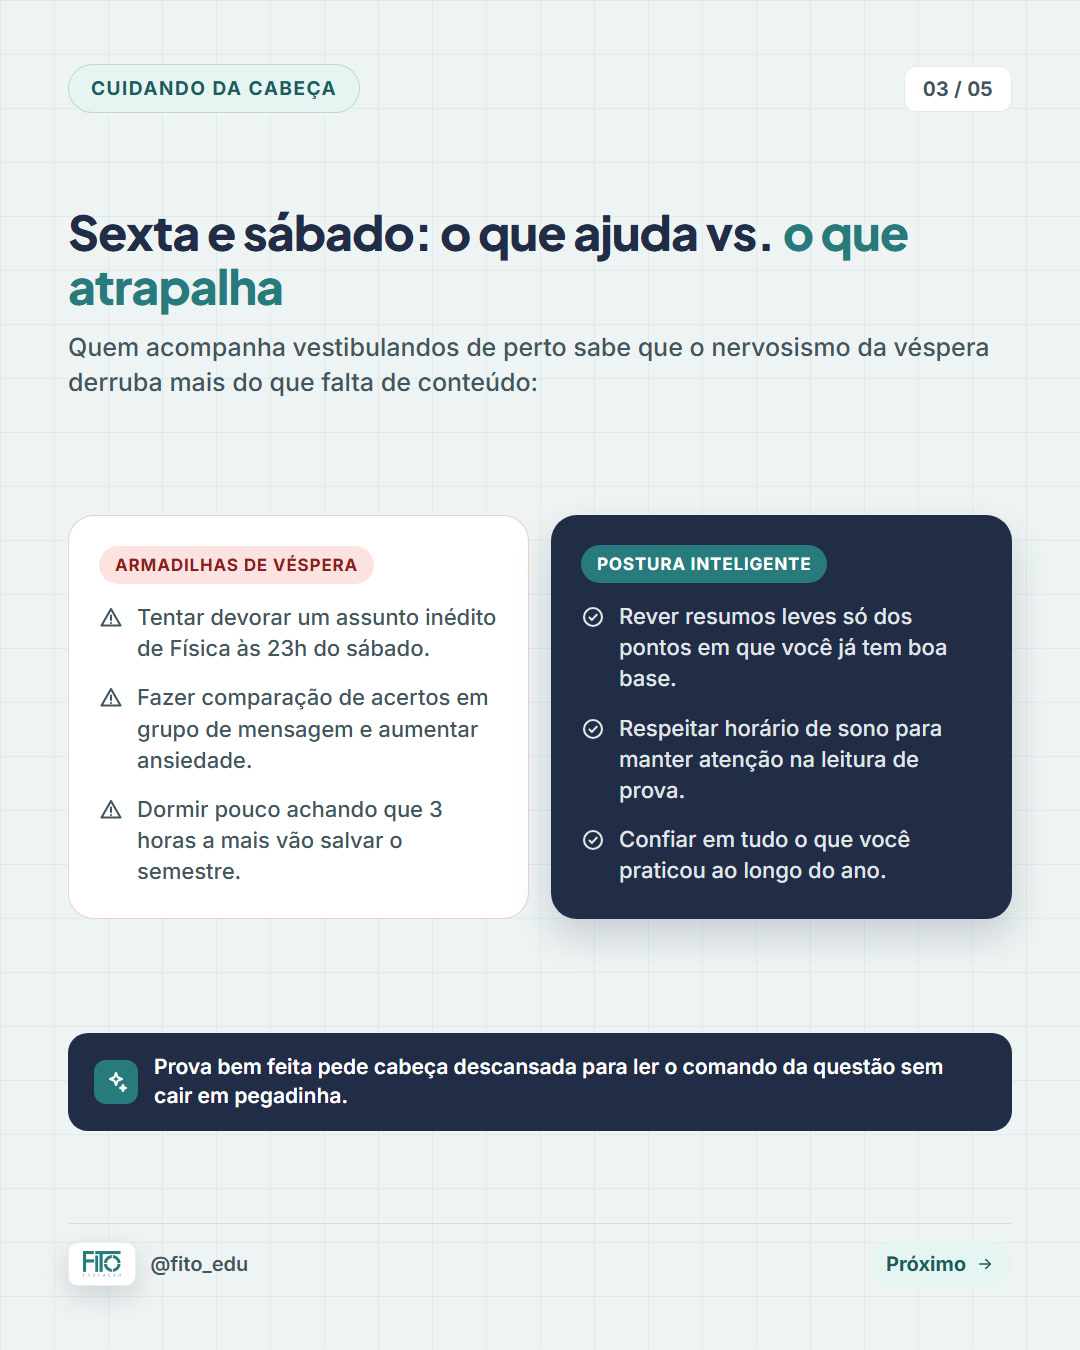 CUIDANDO DA CABEÇA
03 / 05
Sexta e sábado: o que ajuda vs. o que
atrapalha
Quem acompanha vestibulandos de perto sabe que o nervosismo da véspera
derruba mais do que falta de conteúdo:
ARMADILHAS DE VÉSPERA
Tentar devorar um assunto inédito
de Física às 23h do sábado.
Fazer comparação de acertos em
grupo de mensagem e aumentar
ansiedade.
Dormir pouco achando que 3
horas a mais vão salvar o
semestre.
POSTURA INTELIGENTE
Rever resumos leves só dos
pontos em que você já tem boa
base.
Respeitar horário de sono para
manter atenção na leitura de
prova.
Confiar em tudo o que você
praticou ao longo do ano.
Prova bem feita pede cabeça descansada para ler o comando da questão sem
cair em pegadinha.
FITO
EDUCAÇÃO
@fito_edu
Próximo →